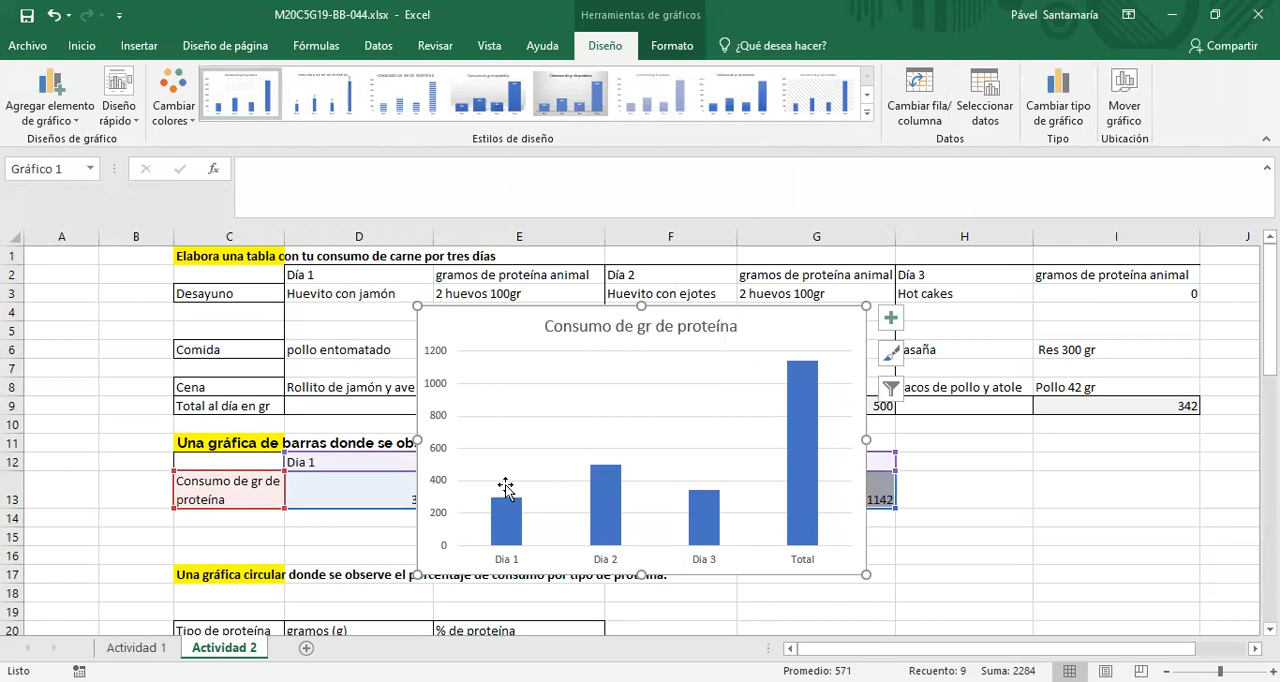 M20C5G19-BB-044.xlsx - Excel
Herramientas de gráficos
Pável Santamaría
Archivo Inicio Insertar Diseño de página Fórmulas Datos Revisar Vista Ayuda Diseño Formato ¿Qué desea hacer? Compartir
Agregar elemento de gráfico
Diseño rápido
Cambiar colores
Cambiar fila/ columna
Seleccionar datos
Cambiar tipo de gráfico
Mover gráfico
Diseños de gráfico Estilos de diseño Datos Tipo Ubicación
Gráfico 1 fx
A B C D E F G H I J
1 Elabora una tabla con tu consumo de carne por tres días
2 Día 1 gramos de proteína animal Día 2 gramos de proteína animal Día 3 gramos de proteína animal
3 Desayuno Huevito con jamón 2 huevos 100gr Huevito con ejotes 2 huevos 100gr Hot cakes 0
4
5
6 Comida pollo entomatado asaña Res 300 gr
7
8 Cena Rollito de jamón y ave acos de pollo y atole Pollo 42 gr
9 Total al día en gr 500 342
10
11 Una gráfica de barras donde se ob
12 Dia 1
13 Consumo de gr de proteína 3 1142
14
15
16
17 Una gráfica circular donde se observe el porcentaje de consumo por tipo de proteína.
18
19
20 Tipo de proteína gramos (g) % de proteína
Consumo de gr de proteína
1200
1000
800
600
400
200
0
Dia 1 Dia 2 Dia 3 Total
Actividad 1 Actividad 2
Listo Promedio: 571 Recuento: 9 Suma: 2284